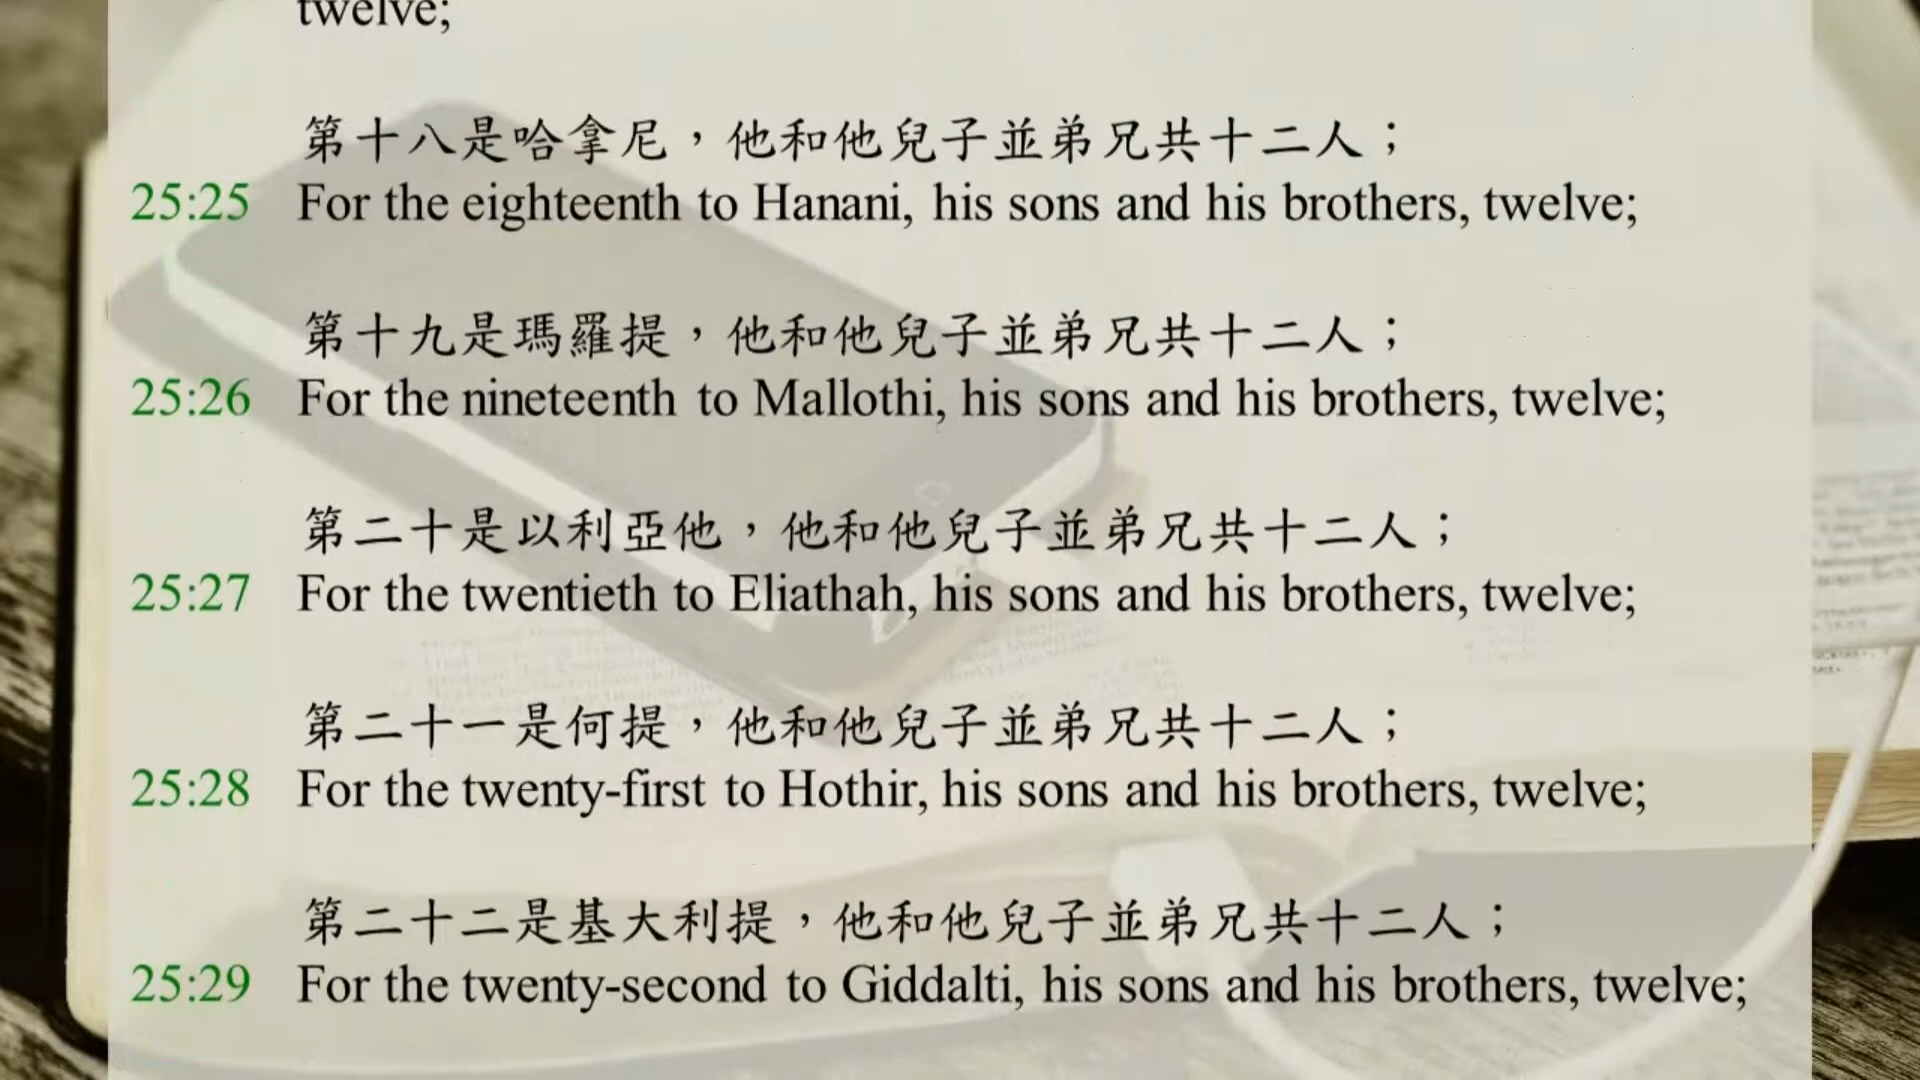 twelve;
第十八是哈拿尼，他和他兒子並弟兄共十二人；
25:25 For the eighteenth to Hanani, his sons and his brothers, twelve;
第十九是瑪羅提，他和他兒子並弟兄共十二人；
25:26 For the nineteenth to Mallothi, his sons and his brothers, twelve;
第二十是以利亞他，他和他兒子並弟兄共十二人；
25:27 For the twentieth to Eliathah, his sons and his brothers, twelve;
第二十一是何提，他和他兒子並弟兄共十二人；
25:28 For the twenty-first to Hothir, his sons and his brothers, twelve;
第二十二是基大利提，他和他兒子並弟兄共十二人；
25:29 For the twenty-second to Giddalti, his sons and his brothers, twelve;